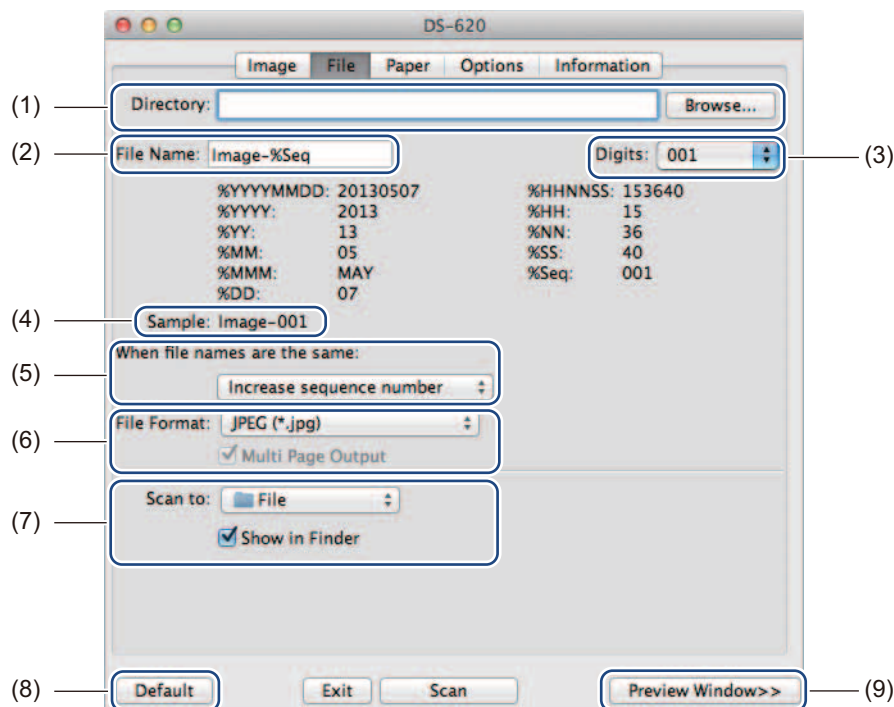 DS-620
Image File Paper Options Information
(1) Directory: Browse...
(2) File Name: Image-%Seq Digits: 001 (3)
%YYYYMMDD: 20130507 %HHNNSS: 153640
%YYYY: 2013 %HH: 15
%YY: 13 %NN: 36
%MM: 05 %SS: 40
%MMM: MAY %Seq: 001
%DD: 07
(4) Sample: Image-001
When file names are the same:
(5) Increase sequence number
(6) File Format: JPEG (*.jpg)
Multi Page Output
(7) Scan to: File
Show in Finder
(8) Default Exit Scan Preview Window>> (9)